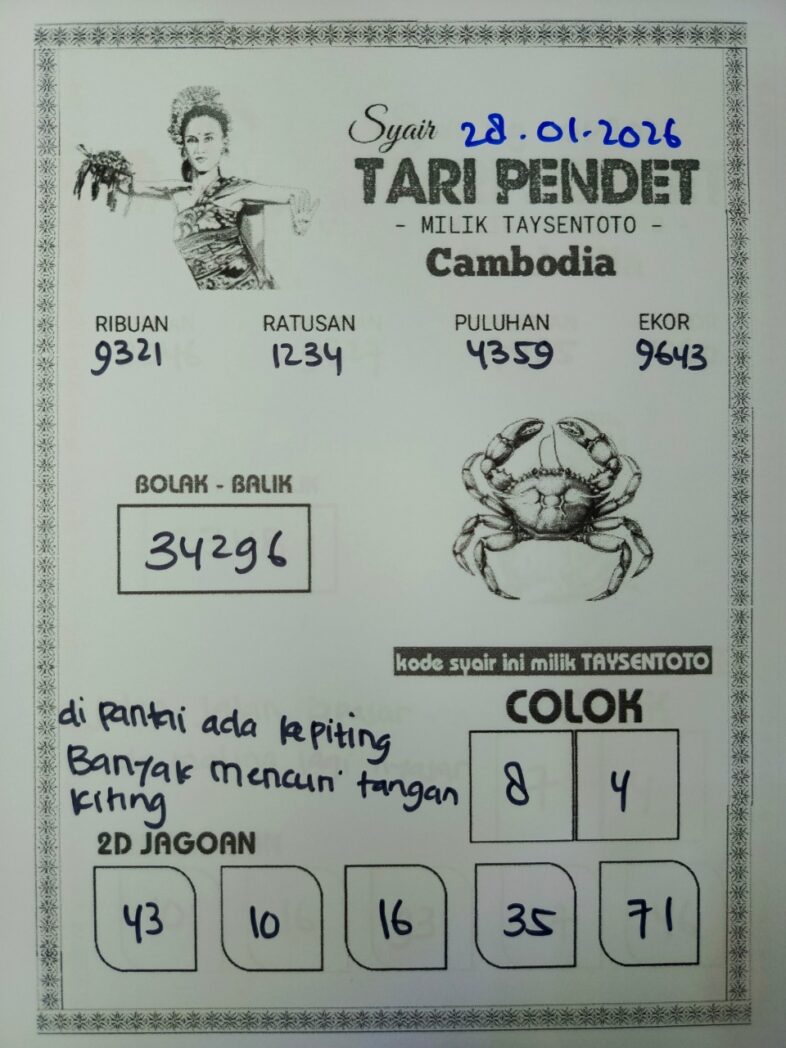 Syair 28.01.2026
TARI PENDET
- MILIK TAYSENTOTO -
Cambodia
RIBUAN RATUSAN PULUHAN EKOR
9321 1234 4359 9643
BOLAK - BALIK
34296
kode syair ini milik TAYSENTOTO
di pantai ada kepiting
Banyak mencuri tangan
kiting
COLOK
8 4
2D JAGOAN
43 10 16 35 71